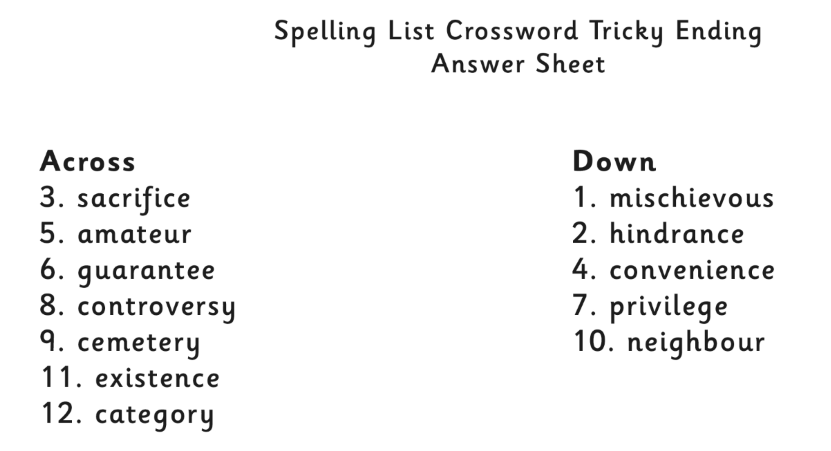 Spelling List Crossword Tricky Ending
Answer Sheet
Across
3. sacrifice
5. amateur
6. guarantee
8. controversy
9. cemetery
11. existence
12. category
Down
1. mischievous
2. hindrance
4. convenience
7. privilege
10. neighbour